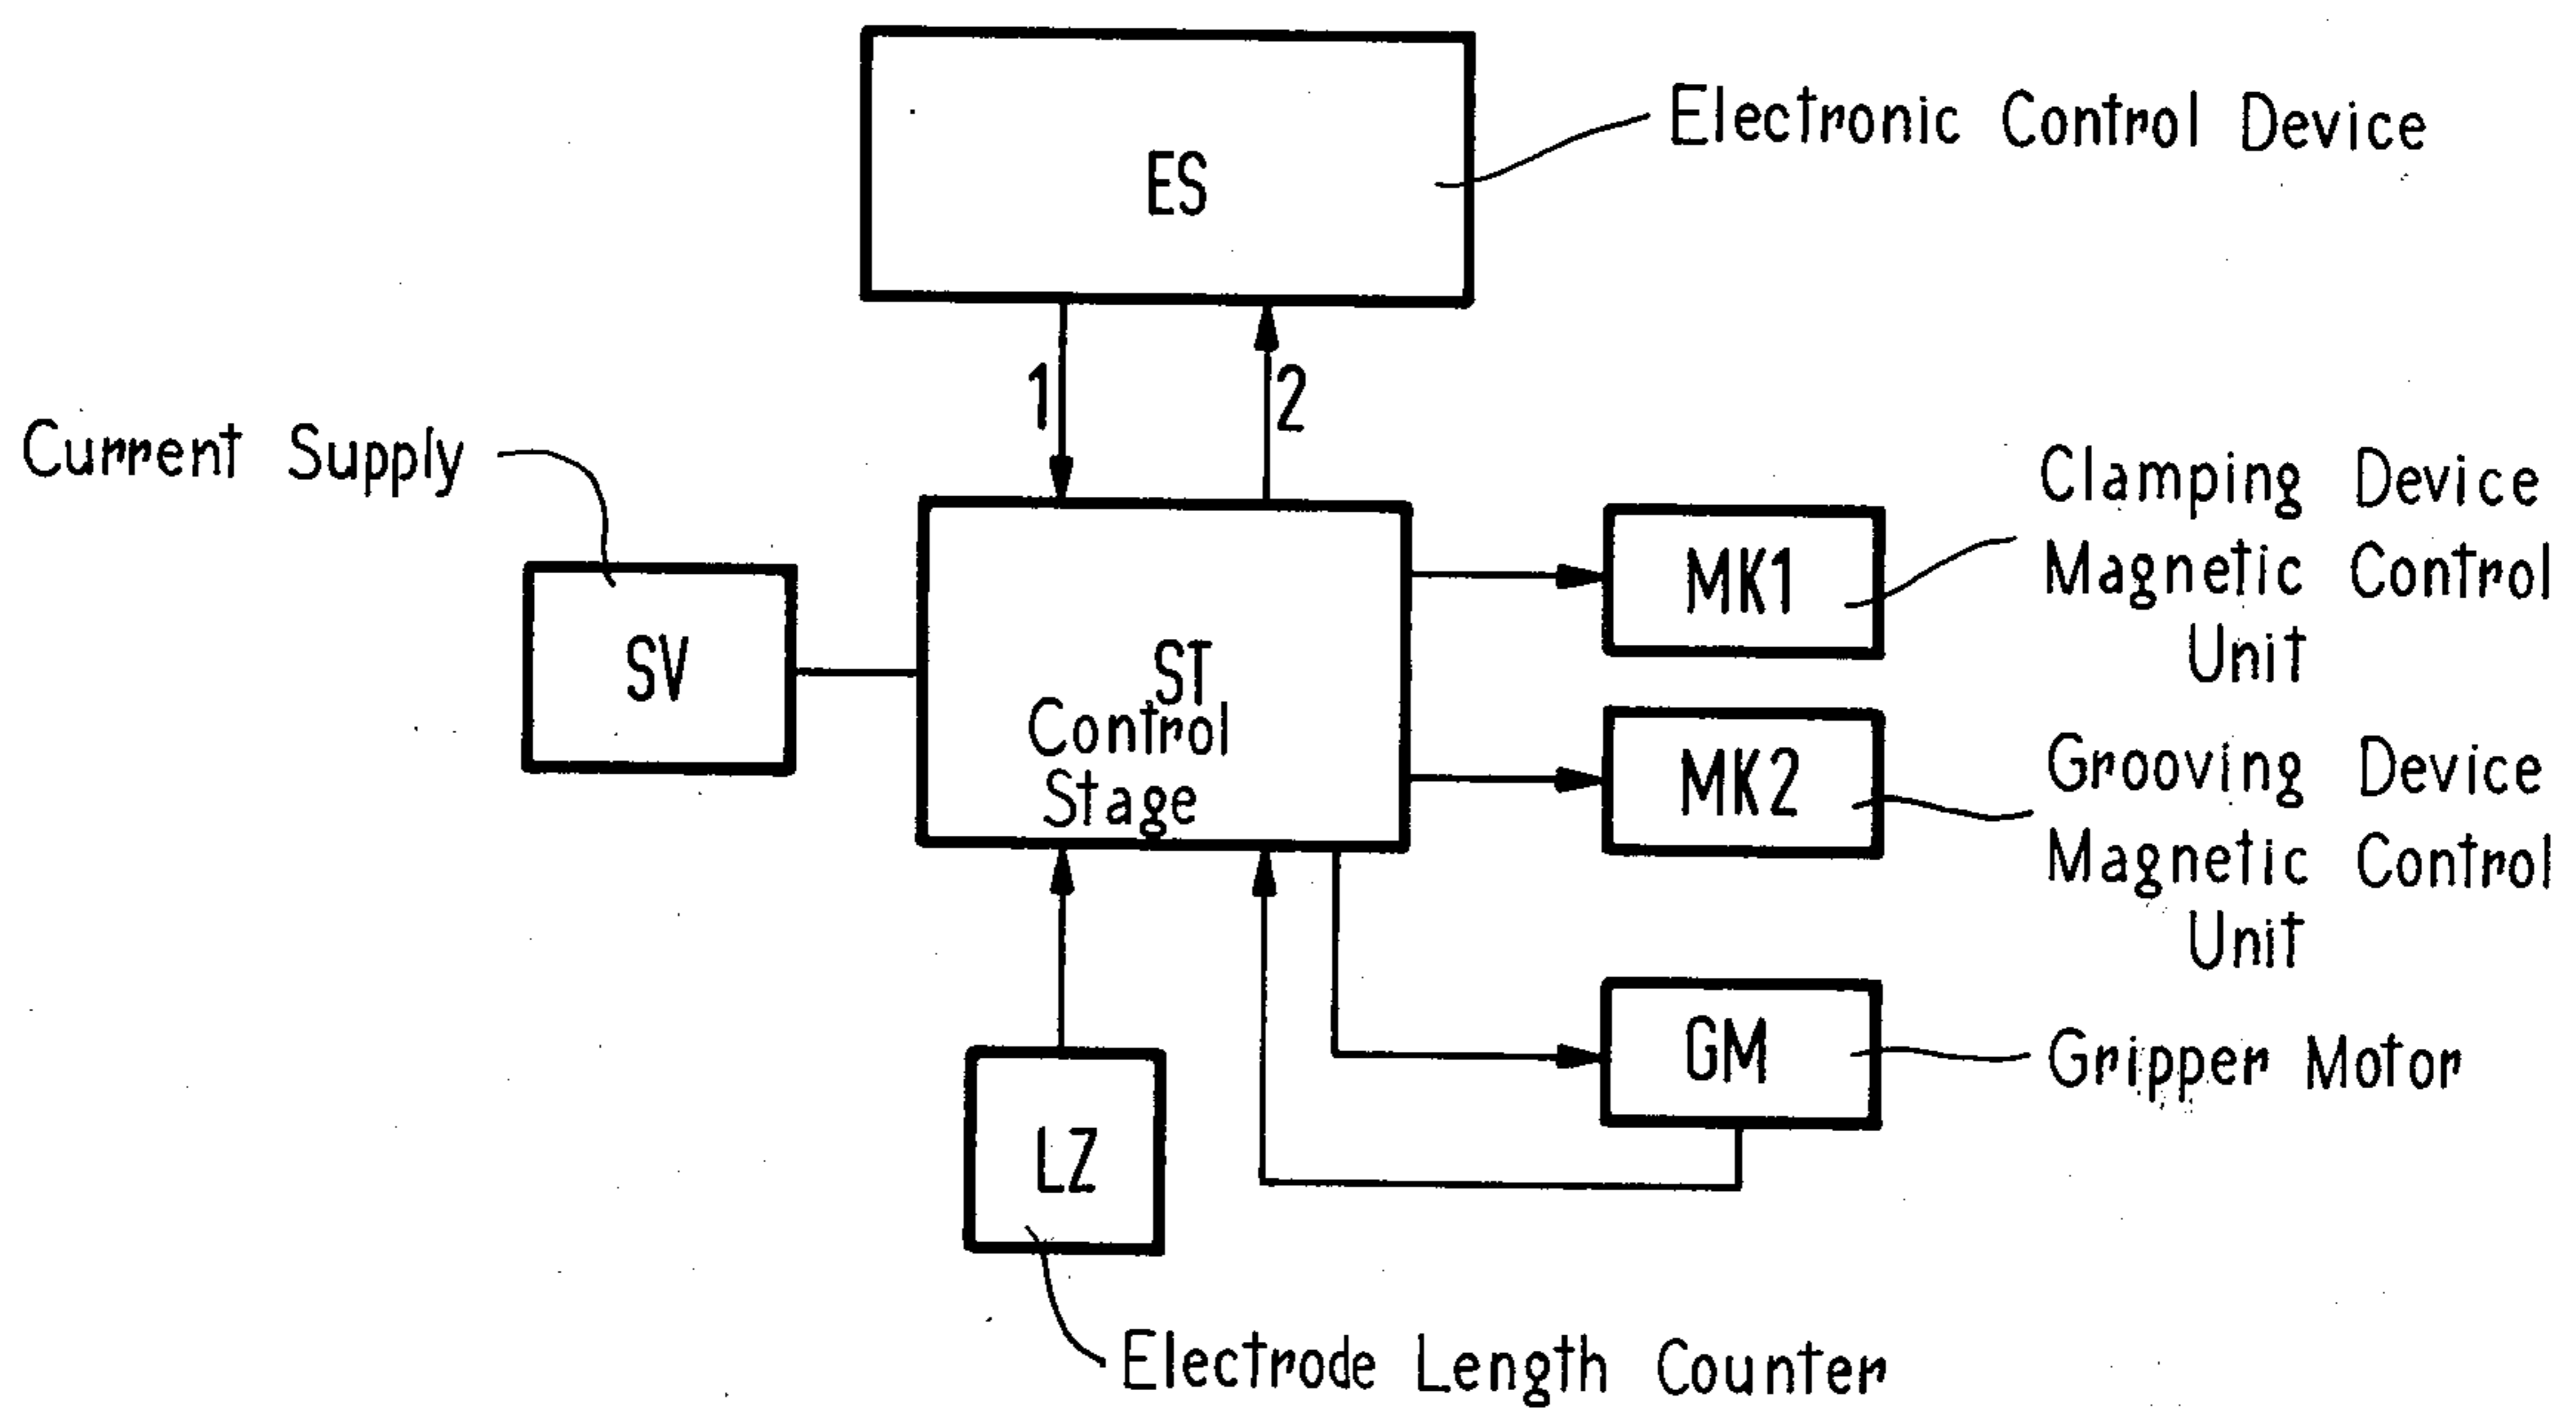 ES
Electronic Control Device
1
2
Current Supply
SV
ST
Control
Stage
MK1
Clamping Device
Magnetic Control
Unit
MK2
Grooving Device
Magnetic Control
Unit
GM
Gripper Motor
LZ
Electrode Length Counter